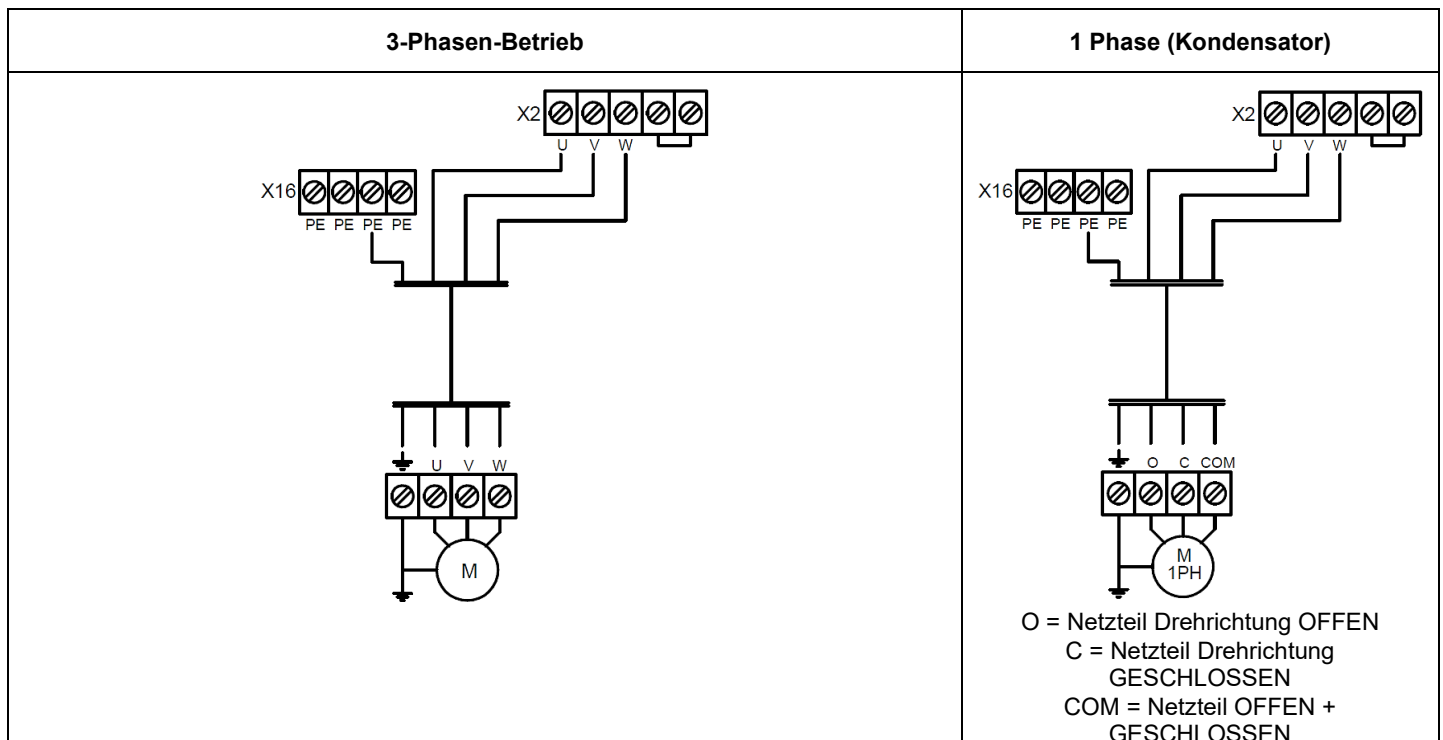 3-Phasen-Betrieb
1 Phase (Kondensator)
X2
U V W
X16
PE PE PE PE
U V W
M
X2
U V W
X16
PE PE PE PE
O C COM
M
1PH
O = Netzteil Drehrichtung OFFEN
C = Netzteil Drehrichtung
GESCHLOSSEN
COM = Netzteil OFFEN +
GESCHLOSSEN